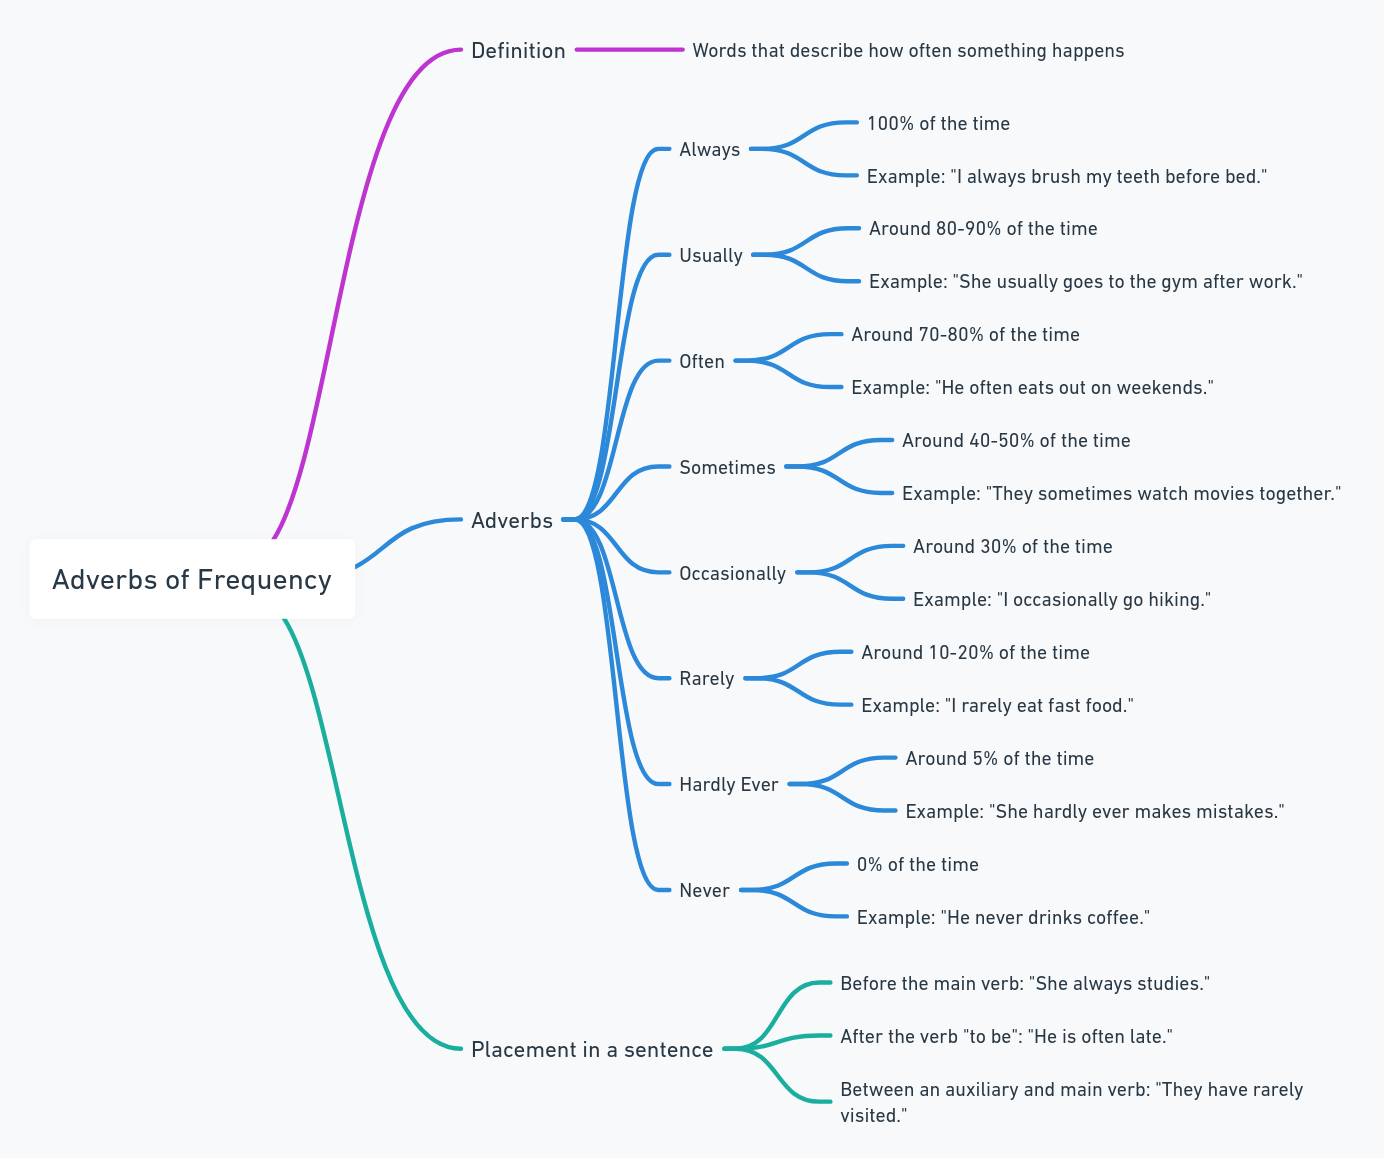 Definition
Words that describe how often something happens
Always
100% of the time
Example: "I always brush my teeth before bed."
Usually
Around 80-90% of the time
Example: "She usually goes to the gym after work."
Often
Around 70-80% of the time
Example: "He often eats out on weekends."
Sometimes
Around 40-50% of the time
Example: "They sometimes watch movies together."
Adverbs
Adverbs of Frequency
Occasionally
Around 30% of the time
Example: "I occasionally go hiking."
Rarely
Around 10-20% of the time
Example: "I rarely eat fast food."
Hardly Ever
Around 5% of the time
Example: "She hardly ever makes mistakes."
Never
0% of the time
Example: "He never drinks coffee."
Placement in a sentence
Before the main verb: "She always studies."
After the verb "to be": "He is often late."
Between an auxiliary and main verb: "They have rarely
visited."